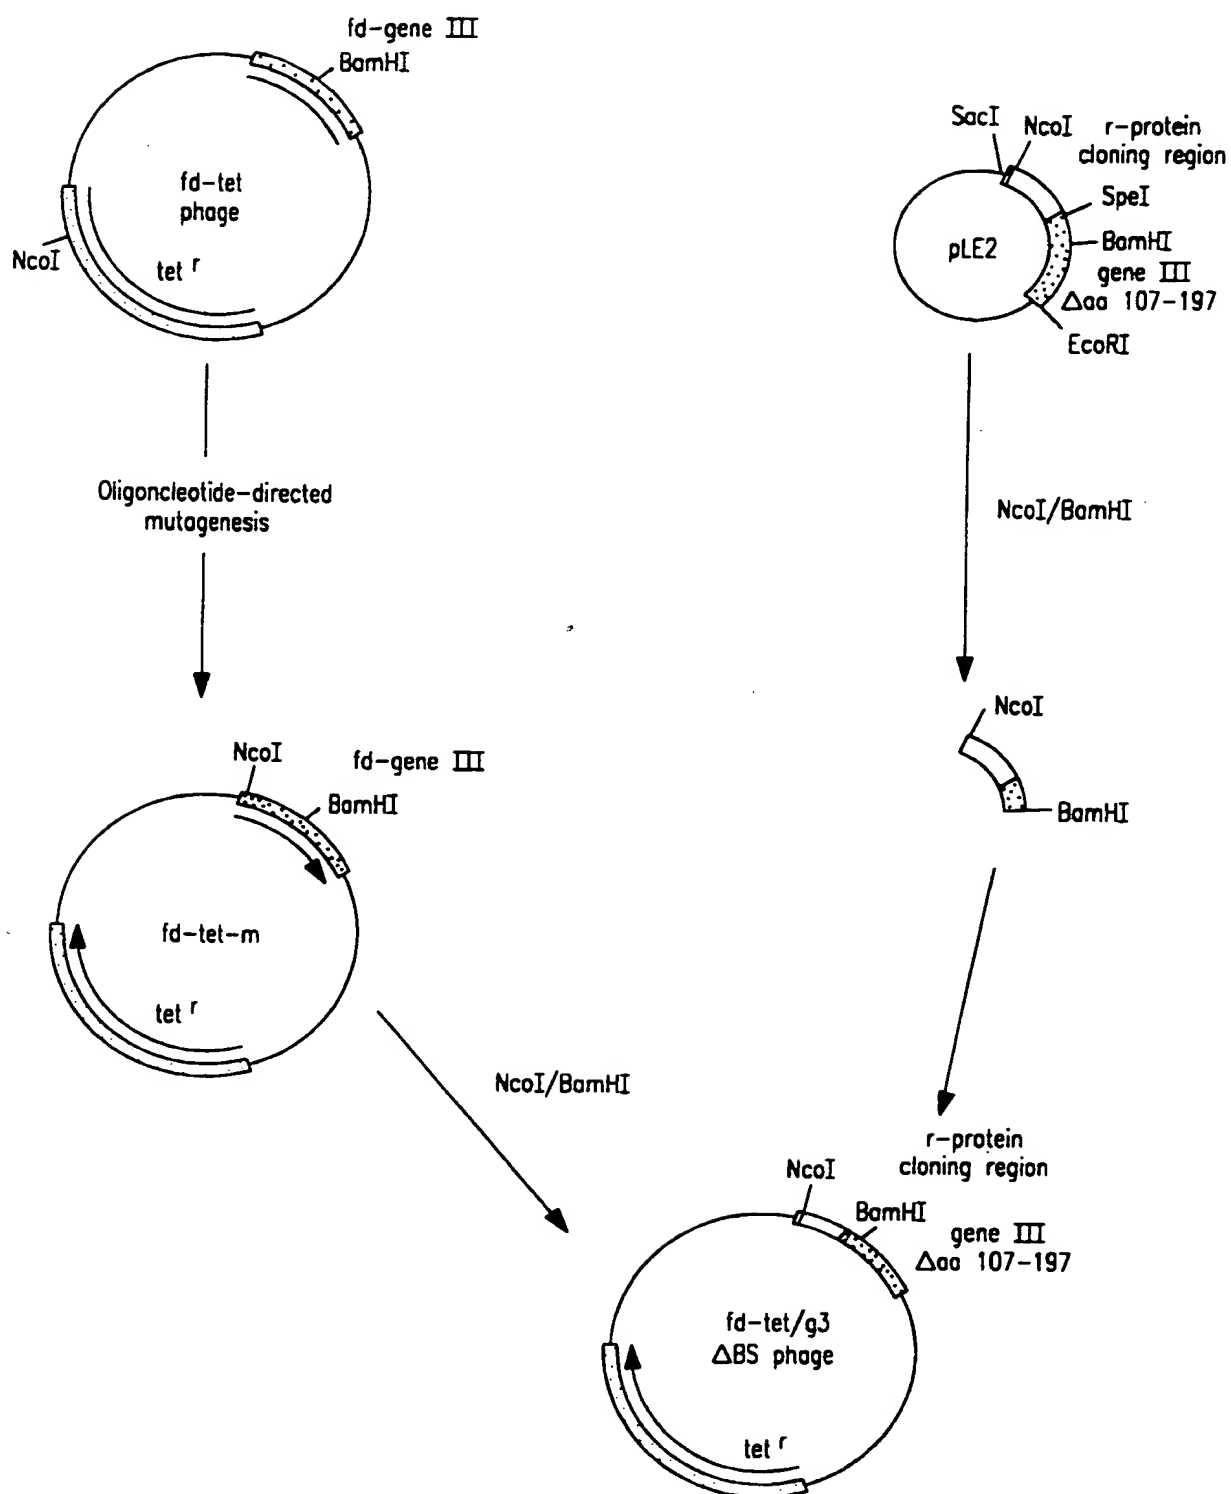 fd-gene III
BamHI
fd-tet
phage
NcoI
tet r
SacI
NcoI
r-protein
cloning region
SpeI
BamHI
pLE2
gene III
Δaa 107-197
EcoRI
Oligoncleotide-directed
mutagenesis
NcoI/BamHI
NcoI
BamHI
NcoI
fd-gene III
BamHI
fd-tet-m
tet r
NcoI/BamHI
r-protein
cloning region
NcoI
BamHI
gene III
Δaa 107-197
fd-tet/g3
ΔBS phage
tet r